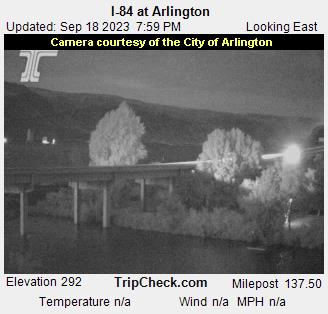 I-84 at Arlington
Updated: Sep 18 2023 7:59 PM Looking East
Camera courtesy of the City of Arlington
Elevation 292 TripCheck.com Milepost 137.50
Temperature n/a Wind n/a MPH n/a